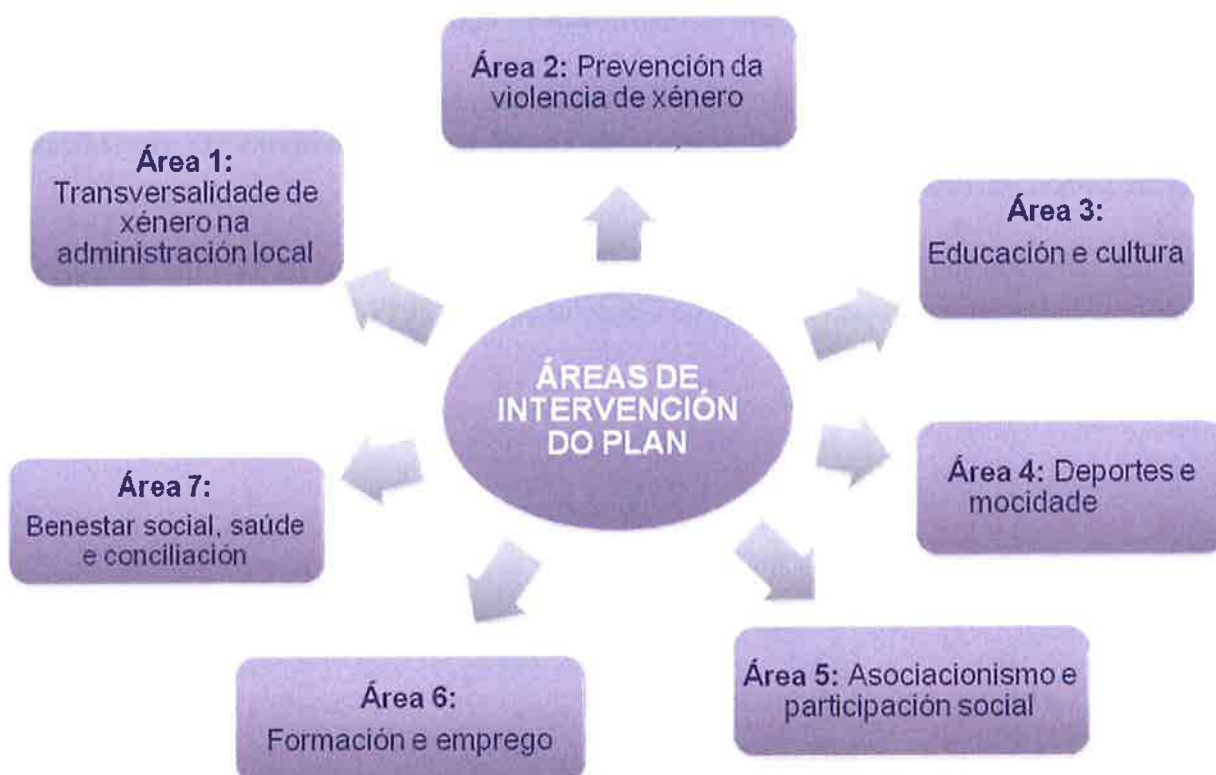 Área 2: Prevención da
violencia de xénero
Área 1:
Transversalidade de
xénero na
administración local
Área 3:
Educación e cultura
ÁREAS DE
INTERVENCIÓN
DO PLAN
Área 4: Deportes e
mocidade
Área 7:
Benestar social, saúde
e conciliación
Área 5: Asociacionismo e
participación social
Área 6:
Formación e emprego